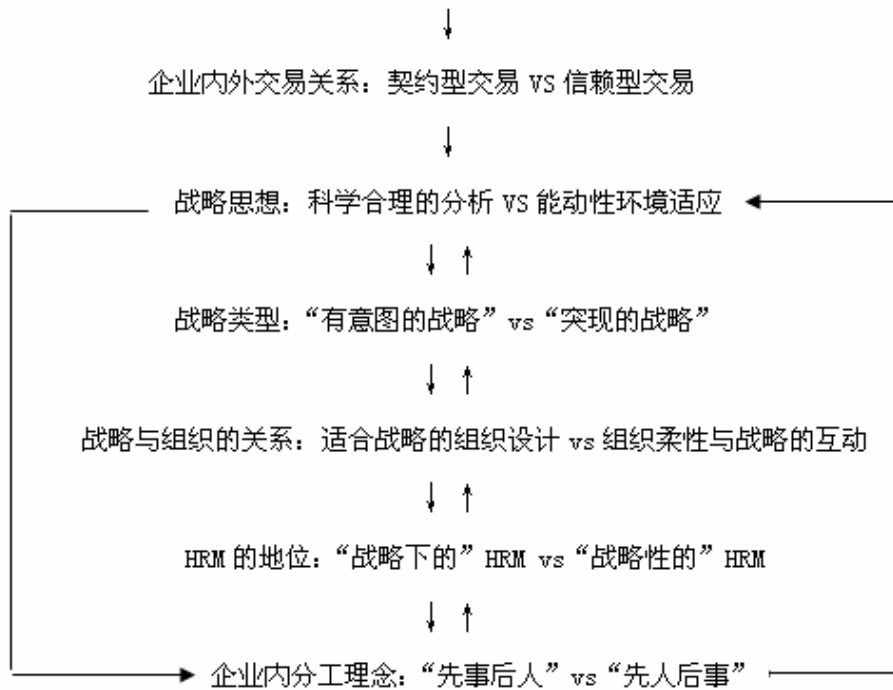 企业内外交易关系：契约型交易 VS 信赖型交易
战略思想：科学合理的分析 VS 能动性环境适应
战略类型：“有意图的战略” vs “突现的战略”
战略与组织的关系：适合战略的组织设计 vs 组织柔性与战略的互动
HRM 的地位：“战略下的” HRM vs “战略性的” HRM
企业内分工理念：“先事后人” vs “先人后事”